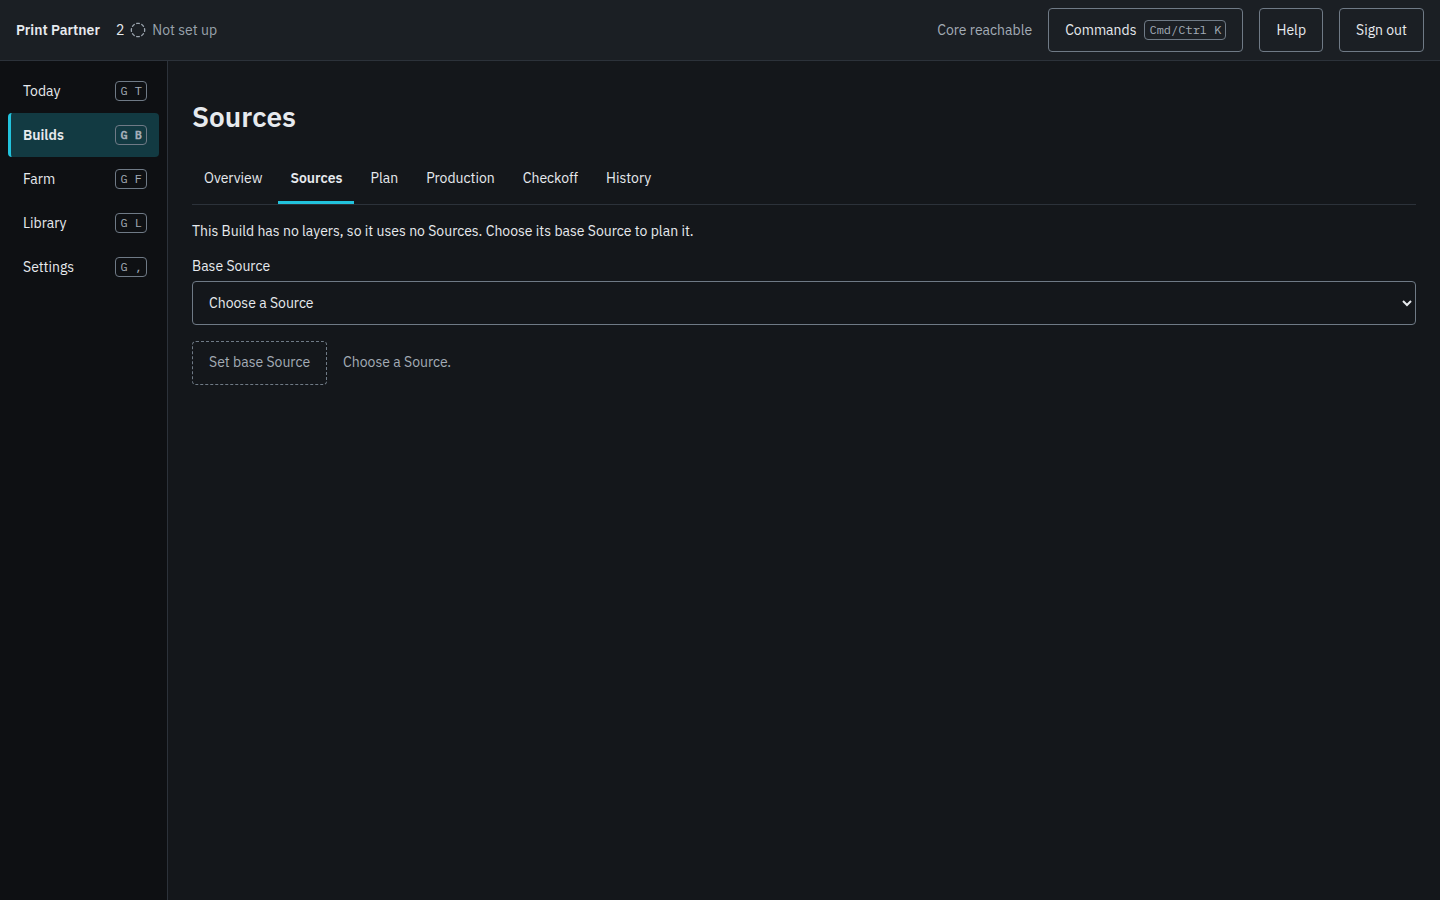 Print Partner 2 Not set up Core reachable Commands Cmd/Ctrl K Help Sign out
Today G T
Builds G B
Farm G F
Library G L
Settings G ,
Sources
Overview Sources Plan Production Checkoff History
This Build has no layers, so it uses no Sources. Choose its base Source to plan it.
Base Source
Choose a Source
Set base Source Choose a Source.